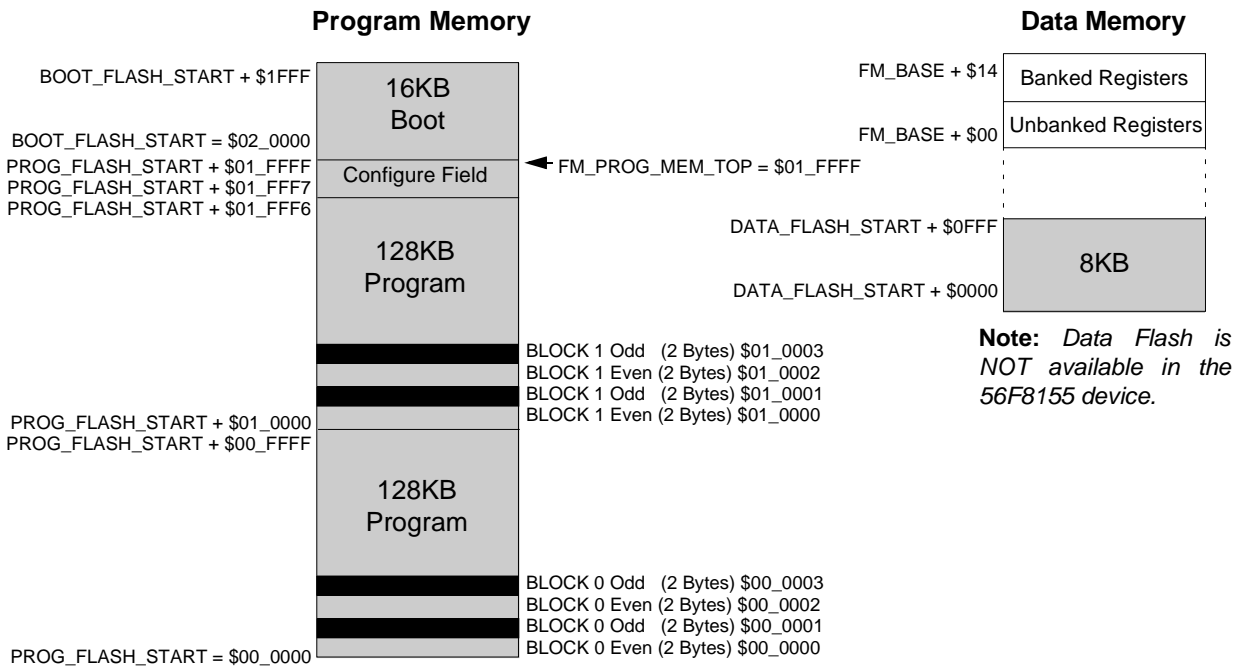 Program Memory
BOOT_FLASH_START + $1FFF
16KB
Boot
BOOT_FLASH_START = $02_0000
PROG_FLASH_START + $01_FFFF
PROG_FLASH_START + $01_FFF7
PROG_FLASH_START + $01_FFF6
Configure Field
FM_PROG_MEM_TOP = $01_FFFF
128KB
Program
BLOCK 1 Odd (2 Bytes) $01_0003
BLOCK 1 Even (2 Bytes) $01_0002
BLOCK 1 Odd (2 Bytes) $01_0001
BLOCK 1 Even (2 Bytes) $01_0000
PROG_FLASH_START + $01_0000
PROG_FLASH_START + $00_FFFF
128KB
Program
BLOCK 0 Odd (2 Bytes) $00_0003
BLOCK 0 Even (2 Bytes) $00_0002
BLOCK 0 Odd (2 Bytes) $00_0001
BLOCK 0 Even (2 Bytes) $00_0000
PROG_FLASH_START = $00_0000
Data Memory
FM_BASE + $14
Banked Registers
Unbanked Registers
FM_BASE + $00
DATA_FLASH_START + $0FFF
8KB
DATA_FLASH_START + $0000
Note: Data Flash is
NOT available in the
56F8155 device.